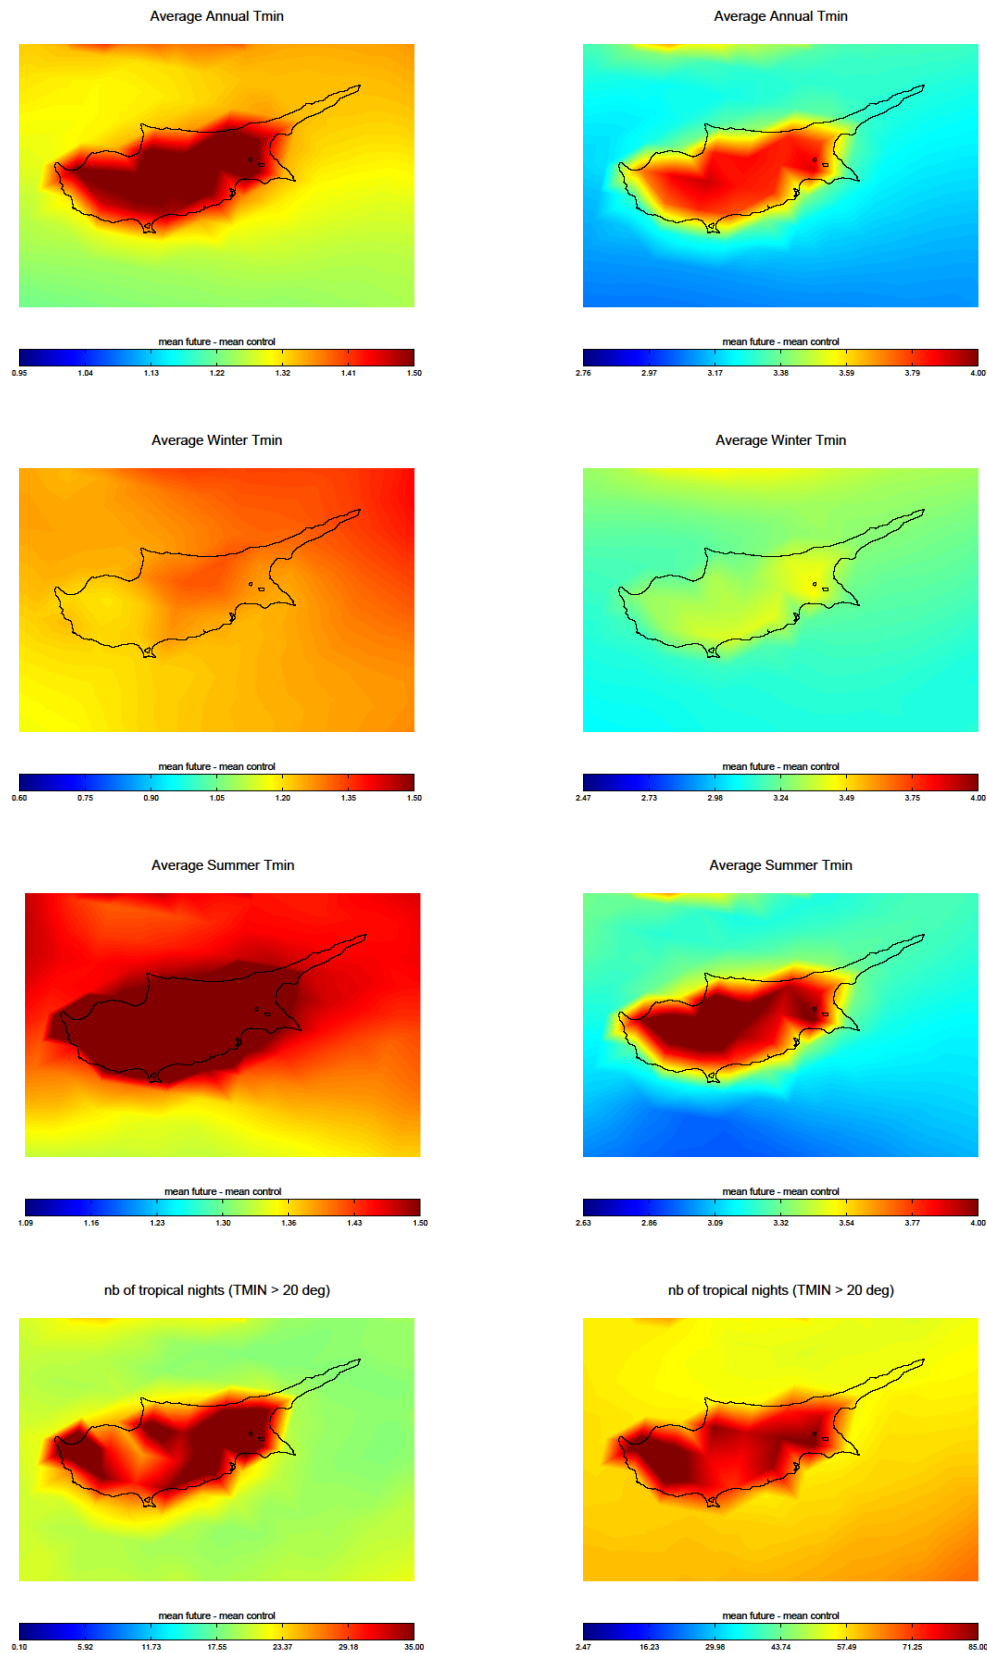 Average Annual Tmin
mean future - mean control
0.95 1.04 1.13 1.22 1.32 1.41 1.50
Average Annual Tmin
mean future - mean control
2.76 2.97 3.17 3.38 3.59 3.79 4.00
Average Winter Tmin
mean future - mean control
0.60 0.75 0.90 1.05 1.20 1.35 1.50
Average Winter Tmin
mean future - mean control
2.47 2.73 2.98 3.24 3.49 3.75 4.00
Average Summer Tmin
mean future - mean control
1.09 1.16 1.23 1.30 1.36 1.43 1.50
Average Summer Tmin
mean future - mean control
2.63 2.86 3.09 3.32 3.54 3.77 4.00
nb of tropical nights (TMIN > 20 deg)
mean future - mean control
0.10 5.92 11.73 17.55 23.37 29.18 35.00
nb of tropical nights (TMIN > 20 deg)
mean future - mean control
2.47 16.23 29.98 43.74 57.49 71.25 85.00